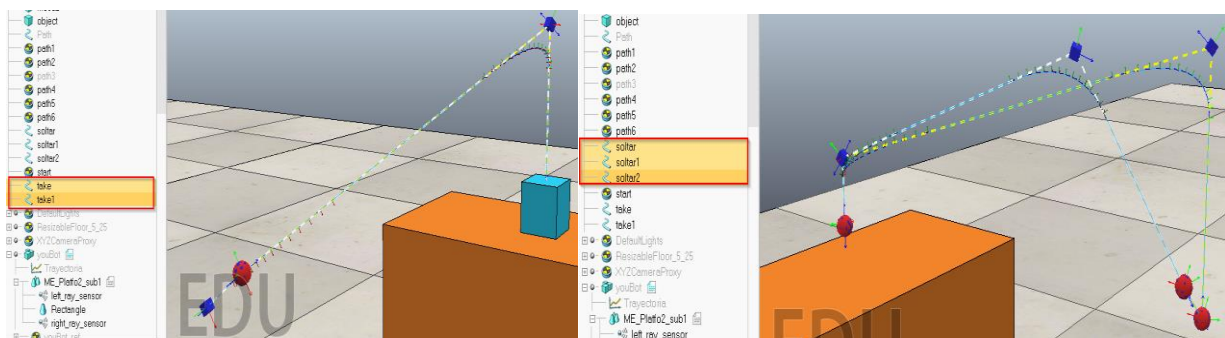 object
Path
path1
path2
path3
path4
path5
path6
soltar
soltar1
soltar2
start
take
take1
DefaultLights
ResizableFloor_5_25
XYZCameraProxy
youBot
Trayectoria
ME_Platfo2_sub1
left_ray_sensor
Rectangle
right_ray_sensor
youBot_ref
EDU
object
Path
path1
path2
path3
path4
path5
path6
soltar
soltar1
soltar2
start
take
take1
DefaultLights
ResizableFloor_5_25
XYZCameraProxy
youBot
Trayectoria
ME_Platfo2_sub1
left_ray_sensor
EDU